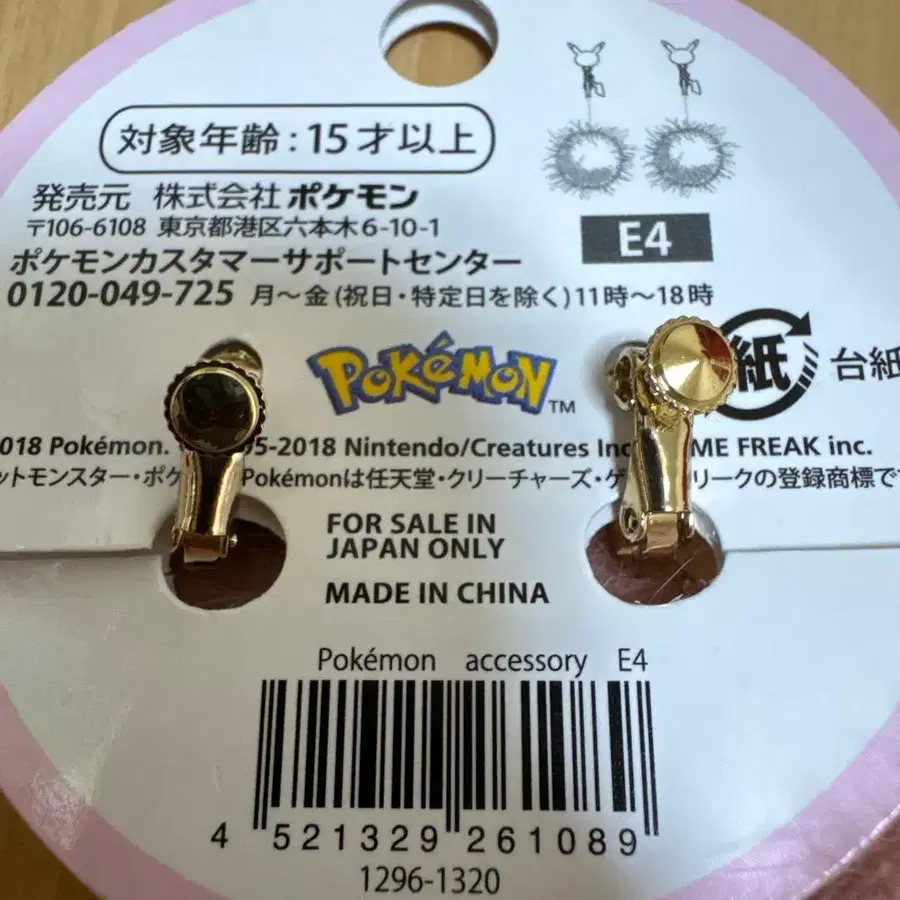 対象年齢:15才以上
発売元 株式会社 ポケモン
〒106-6108 東京都港区六本木6-10-1
E4
ポケモンカスタマーサポートセンター
0120-049-725 月～金(祝日・特定日を除く)11時～18時
紙 台紙
POKéMON TM
2018 Pokémon. 95-2018 Nintendo/Creatures Inc. GAME FREAK inc.
ットモンスター・ポケ Pokémonは任天堂・クリーチャーズ・ゲ リークの登録商標で
FOR SALE IN
JAPAN ONLY
MADE IN CHINA
Pokémon accessory E4
4 521329 261089
1296-1320